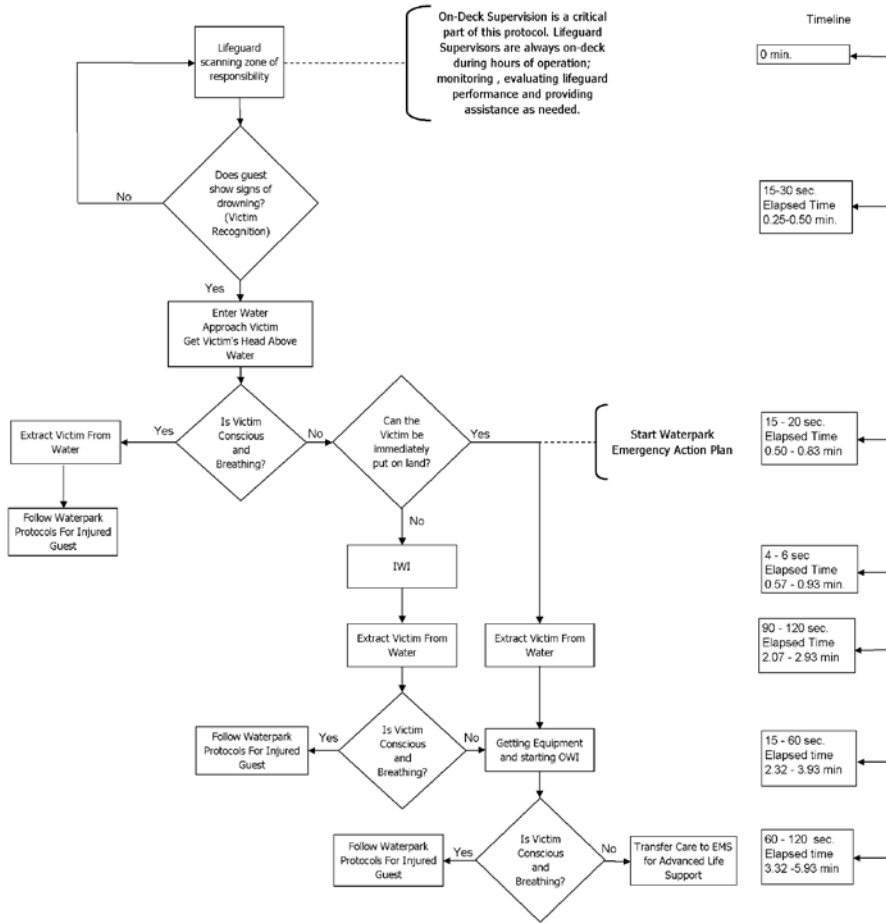 On-Deck Supervision is a critical
part of this protocol. Lifeguard
Supervisors are always on-deck
during hours of operation;
monitoring , evaluating lifeguard
performance and providing
assistance as needed.
Timeline
Lifeguard
scanning zone of
responsibility
0 min.
Does guest
show signs of
drowning?
(Victim
Recognition)
No
15-30 sec.
Elapsed Time
0.25-0.50 min.
Yes
Enter Water
Approach Victim
Get Victim's Head Above
Water
Is Victim
Conscious
and
Breathing?
Yes
No
Extract Victim From
Water
Can the
Victim be
immediately
put on land?
Yes
Start Waterpark
Emergency Action Plan
15 - 20 sec.
Elapsed Time
0.50 - 0.83 min
Follow Waterpark
Protocols For Injured
Guest
No
IWI
4 - 6 sec
Elapsed Time
0.57 - 0.93 min.
Extract Victim From
Water
Extract Victim From
Water
90 - 120 sec.
Elapsed Time
2.07 - 2.93 min
Follow Waterpark
Protocols For Injured
Guest
Yes
Is Victim
Conscious
and
Breathing?
No
Getting Equipment
and starting OWI
15 - 60 sec.
Elapsed time
2.32 - 3.93 min
Follow Waterpark
Protocols For Injured
Guest
Yes
Is Victim
Conscious
and
Breathing?
No
Transfer Care to EMS
for Advanced Life
Support
60 - 120 sec.
Elapsed time
3.32 -5.93 min